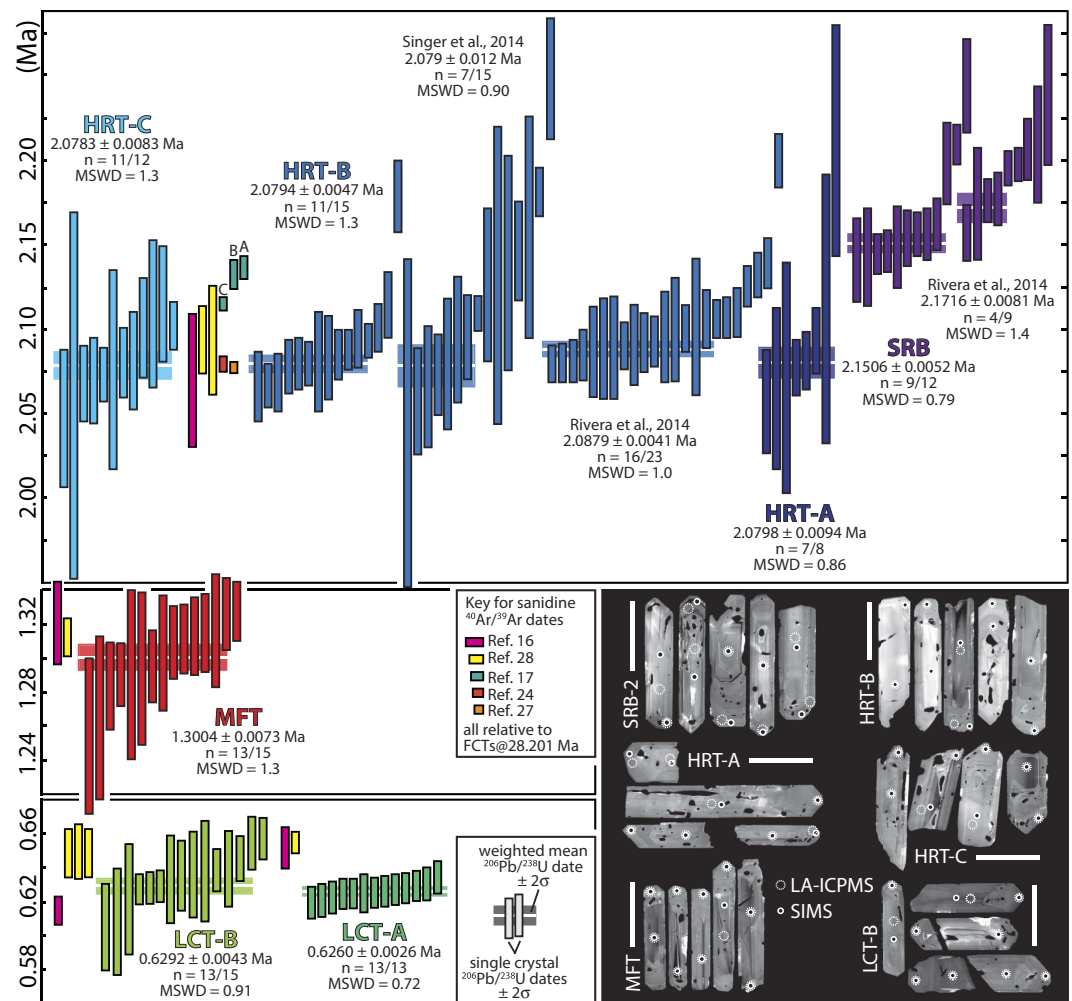 (Ma)
2.20
2.15
2.10
2.05
2.00
HRT-C
2.0783 ± 0.0083 Ma
n = 11/12
MSWD = 1.3
C
B
A
HRT-B
2.0794 ± 0.0047 Ma
n = 11/15
MSWD = 1.3
Singer et al., 2014
2.079 ± 0.012 Ma
n = 7/15
MSWD = 0.90
Rivera et al., 2014
2.0879 ± 0.0041 Ma
n = 16/23
MSWD = 1.0
HRT-A
2.0798 ± 0.0094 Ma
n = 7/8
MSWD = 0.86
Rivera et al., 2014
2.1716 ± 0.0081 Ma
n = 4/9
MSWD = 1.4
SRB
2.1506 ± 0.0052 Ma
n = 9/12
MSWD = 0.79
1.32
1.28
1.24
MFT
1.3004 ± 0.0073 Ma
n = 13/15
MSWD = 1.3
Key for sanidine
⁴⁰Ar/³⁹Ar dates
Ref. 16
Ref. 28
Ref. 17
Ref. 24
Ref. 27
all relative to
FCTs@28.201 Ma
0.66
0.62
0.58
LCT-B
0.6292 ± 0.0043 Ma
n = 13/15
MSWD = 0.91
LCT-A
0.6260 ± 0.0026 Ma
n = 13/13
MSWD = 0.72
weighted mean
²⁰⁶Pb/²³⁸U date
± 2σ
single crystal
²⁰⁶Pb/²³⁸U dates
± 2σ
SRB-2
HRT-B
HRT-A
HRT-C
MFT
LA-ICPMS
SIMS
LCT-B